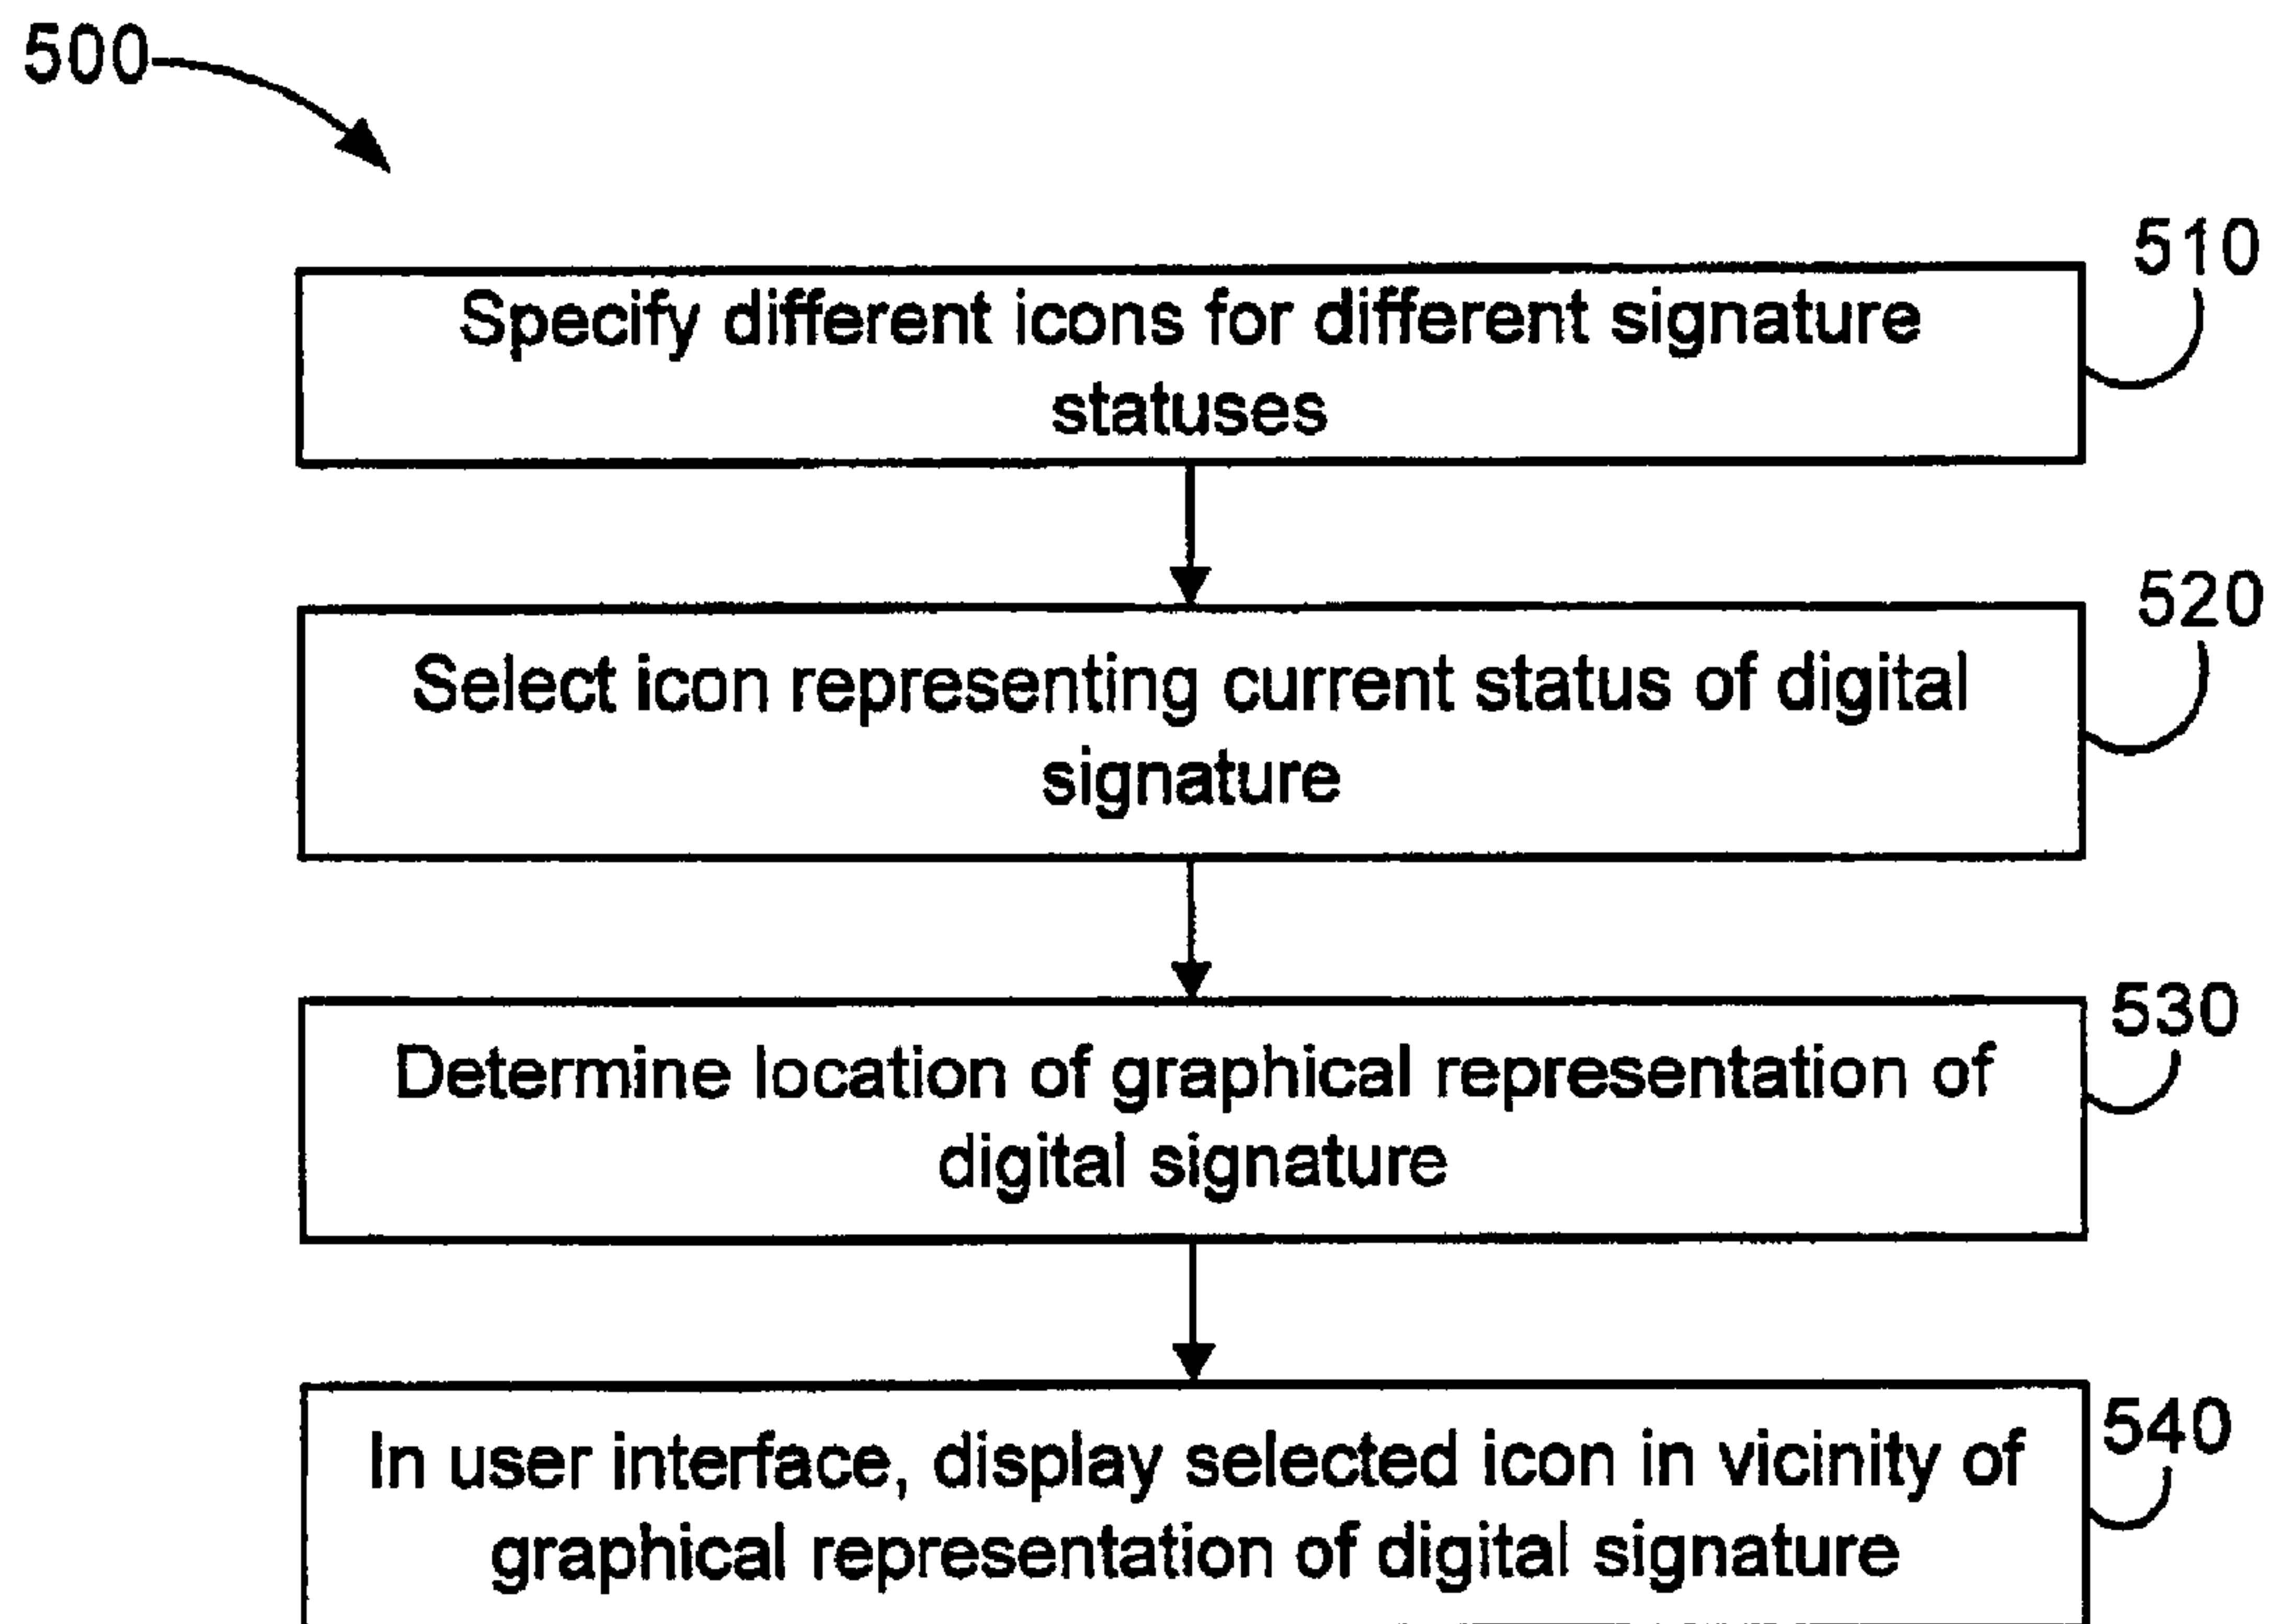 500
510
Specify different icons for different signature
statuses
520
Select icon representing current status of digital
signature
530
Determine location of graphical representation of
digital signature
540
In user interface, display selected icon in vicinity of
graphical representation of digital signature